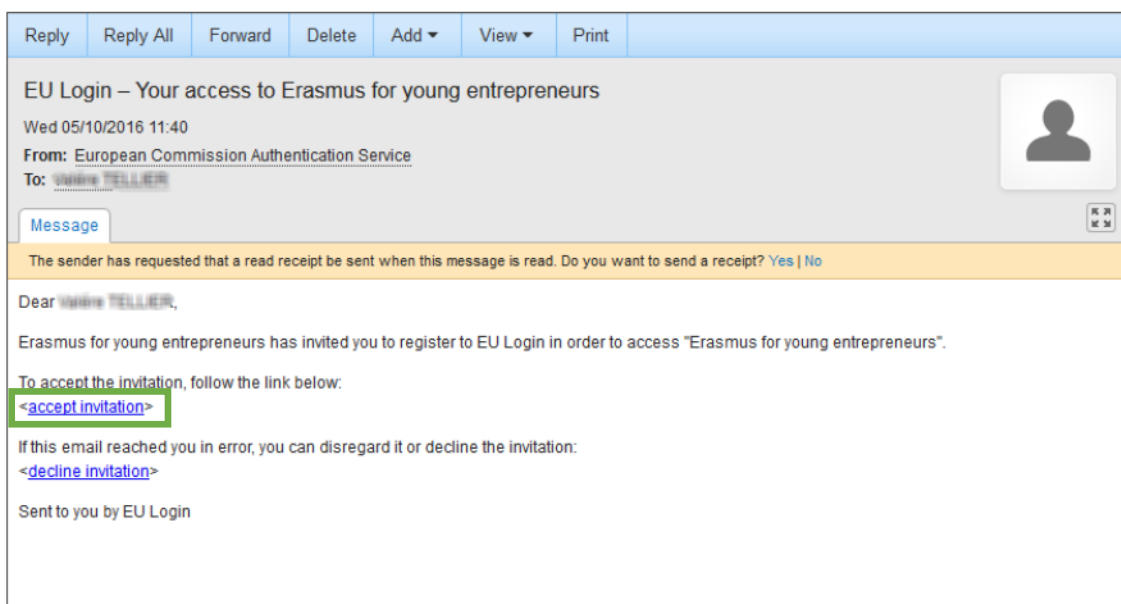 Reply Reply All Forward Delete Add View Print
EU Login – Your access to Erasmus for young entrepreneurs
Wed 05/10/2016 11:40
From: European Commission Authentication Service
To: TELLIER
Message
The sender has requested that a read receipt be sent when this message is read. Do you want to send a receipt? Yes | No
Dear TELLIER,
Erasmus for young entrepreneurs has invited you to register to EU Login in order to access "Erasmus for young entrepreneurs".
To accept the invitation, follow the link below:
<accept invitation>
If this email reached you in error, you can disregard it or decline the invitation:
<decline invitation>
Sent to you by EU Login